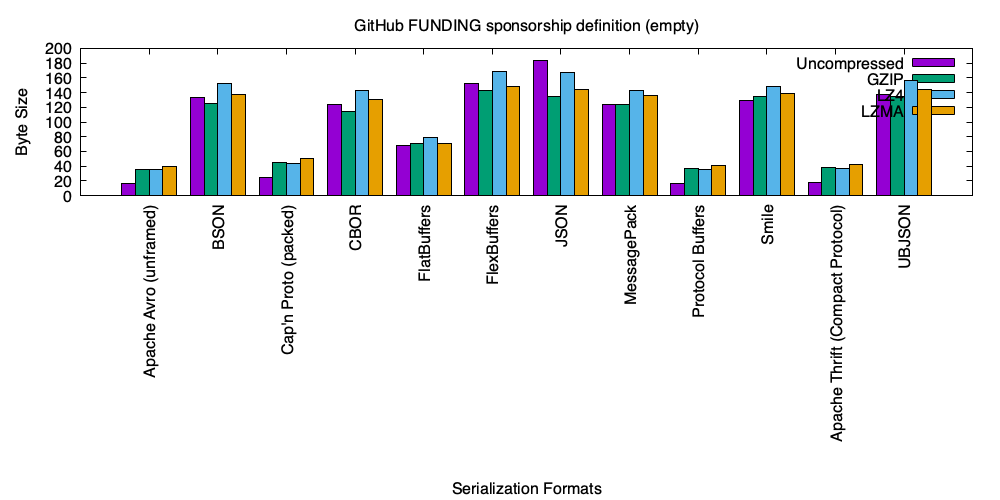 GitHub FUNDING sponsorship definition (empty)
Byte Size
200
180
160
140
120
100
80
60
40
20
0
Uncompressed
GZIP
LZ4
LZMA
Apache Avro (unframed)
BSON
Cap'n Proto (packed)
CBOR
FlatBuffers
FlexBuffers
JSON
MessagePack
Protocol Buffers
Smile
Apache Thrift (Compact Protocol)
UBJSON
Serialization Formats